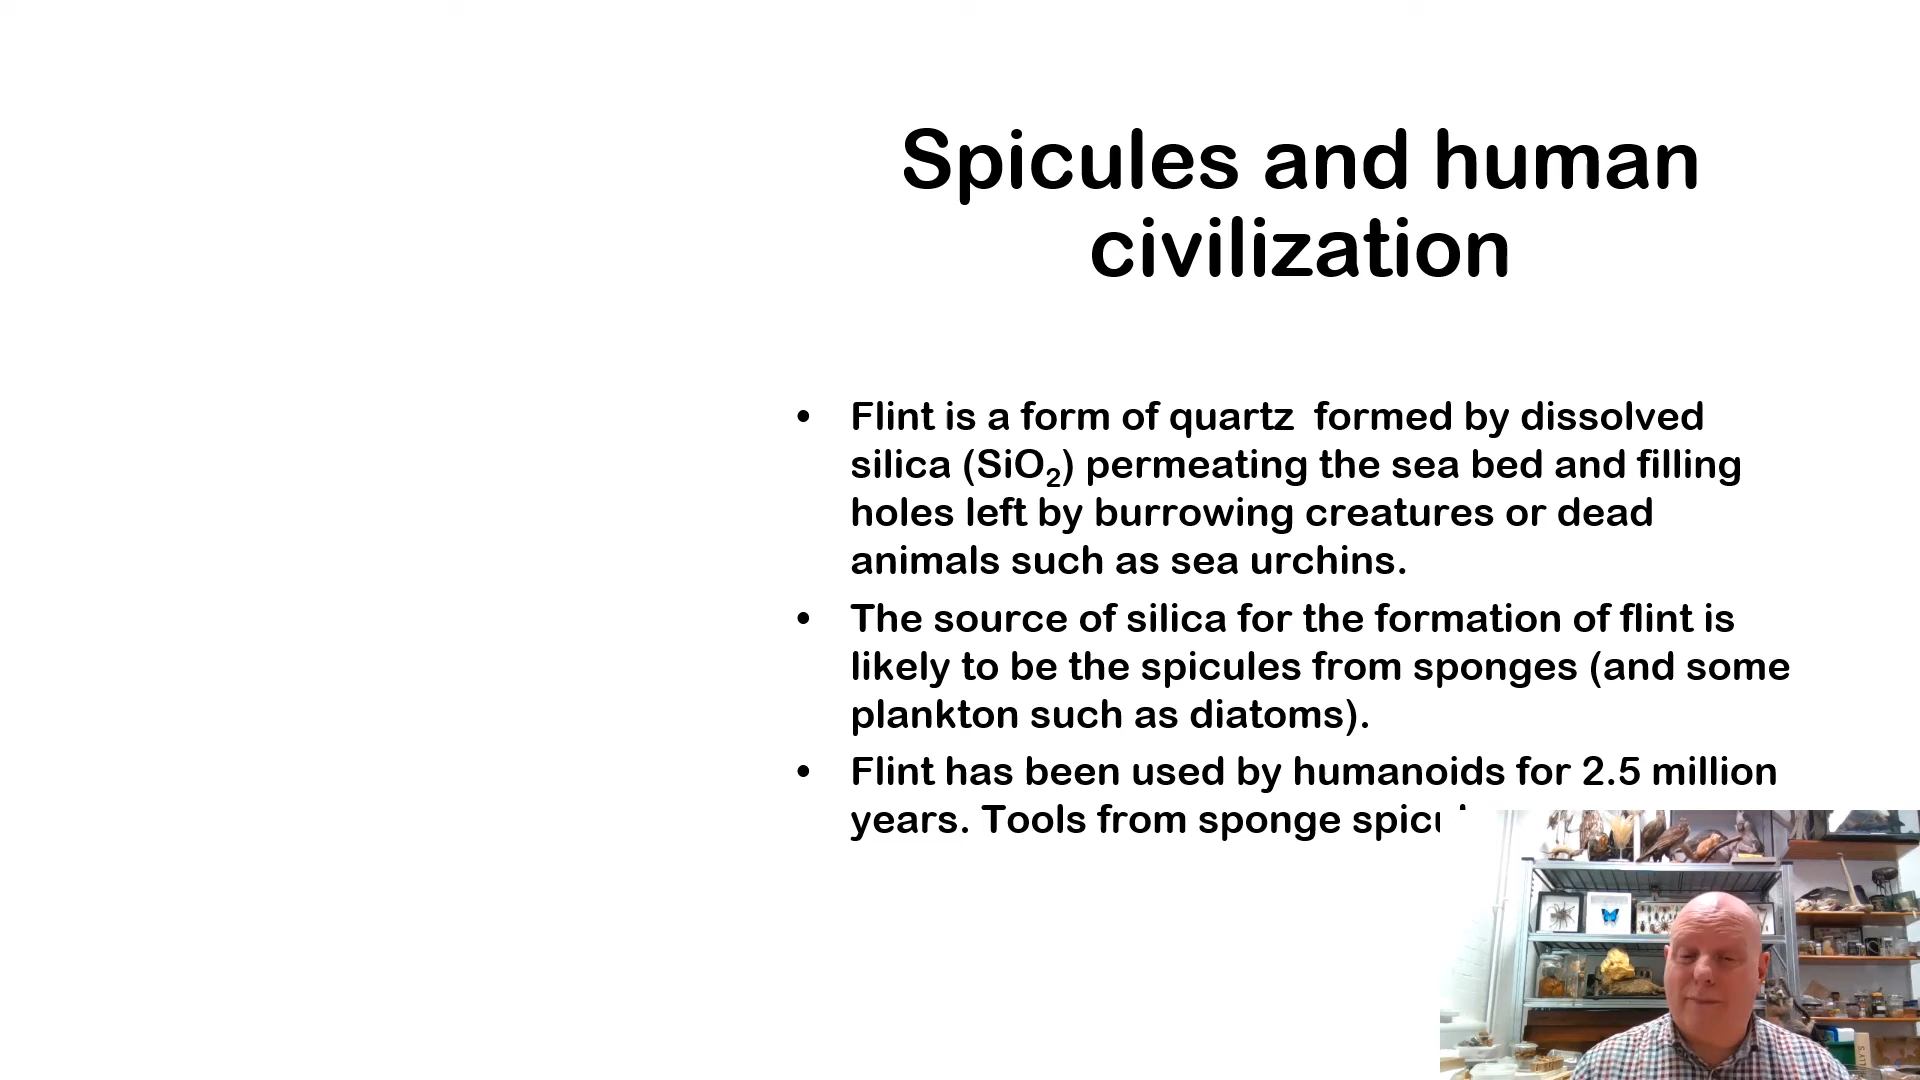 Spicules and human
civilization
• Flint is a form of quartz  formed by dissolved
silica (SiO₂) permeating the sea bed and filling
holes left by burrowing creatures or dead
animals such as sea urchins.
• The source of silica for the formation of flint is
likely to be the spicules from sponges (and some
plankton such as diatoms).
• Flint has been used by humanoids for 2.5 million
years. Tools from sponge